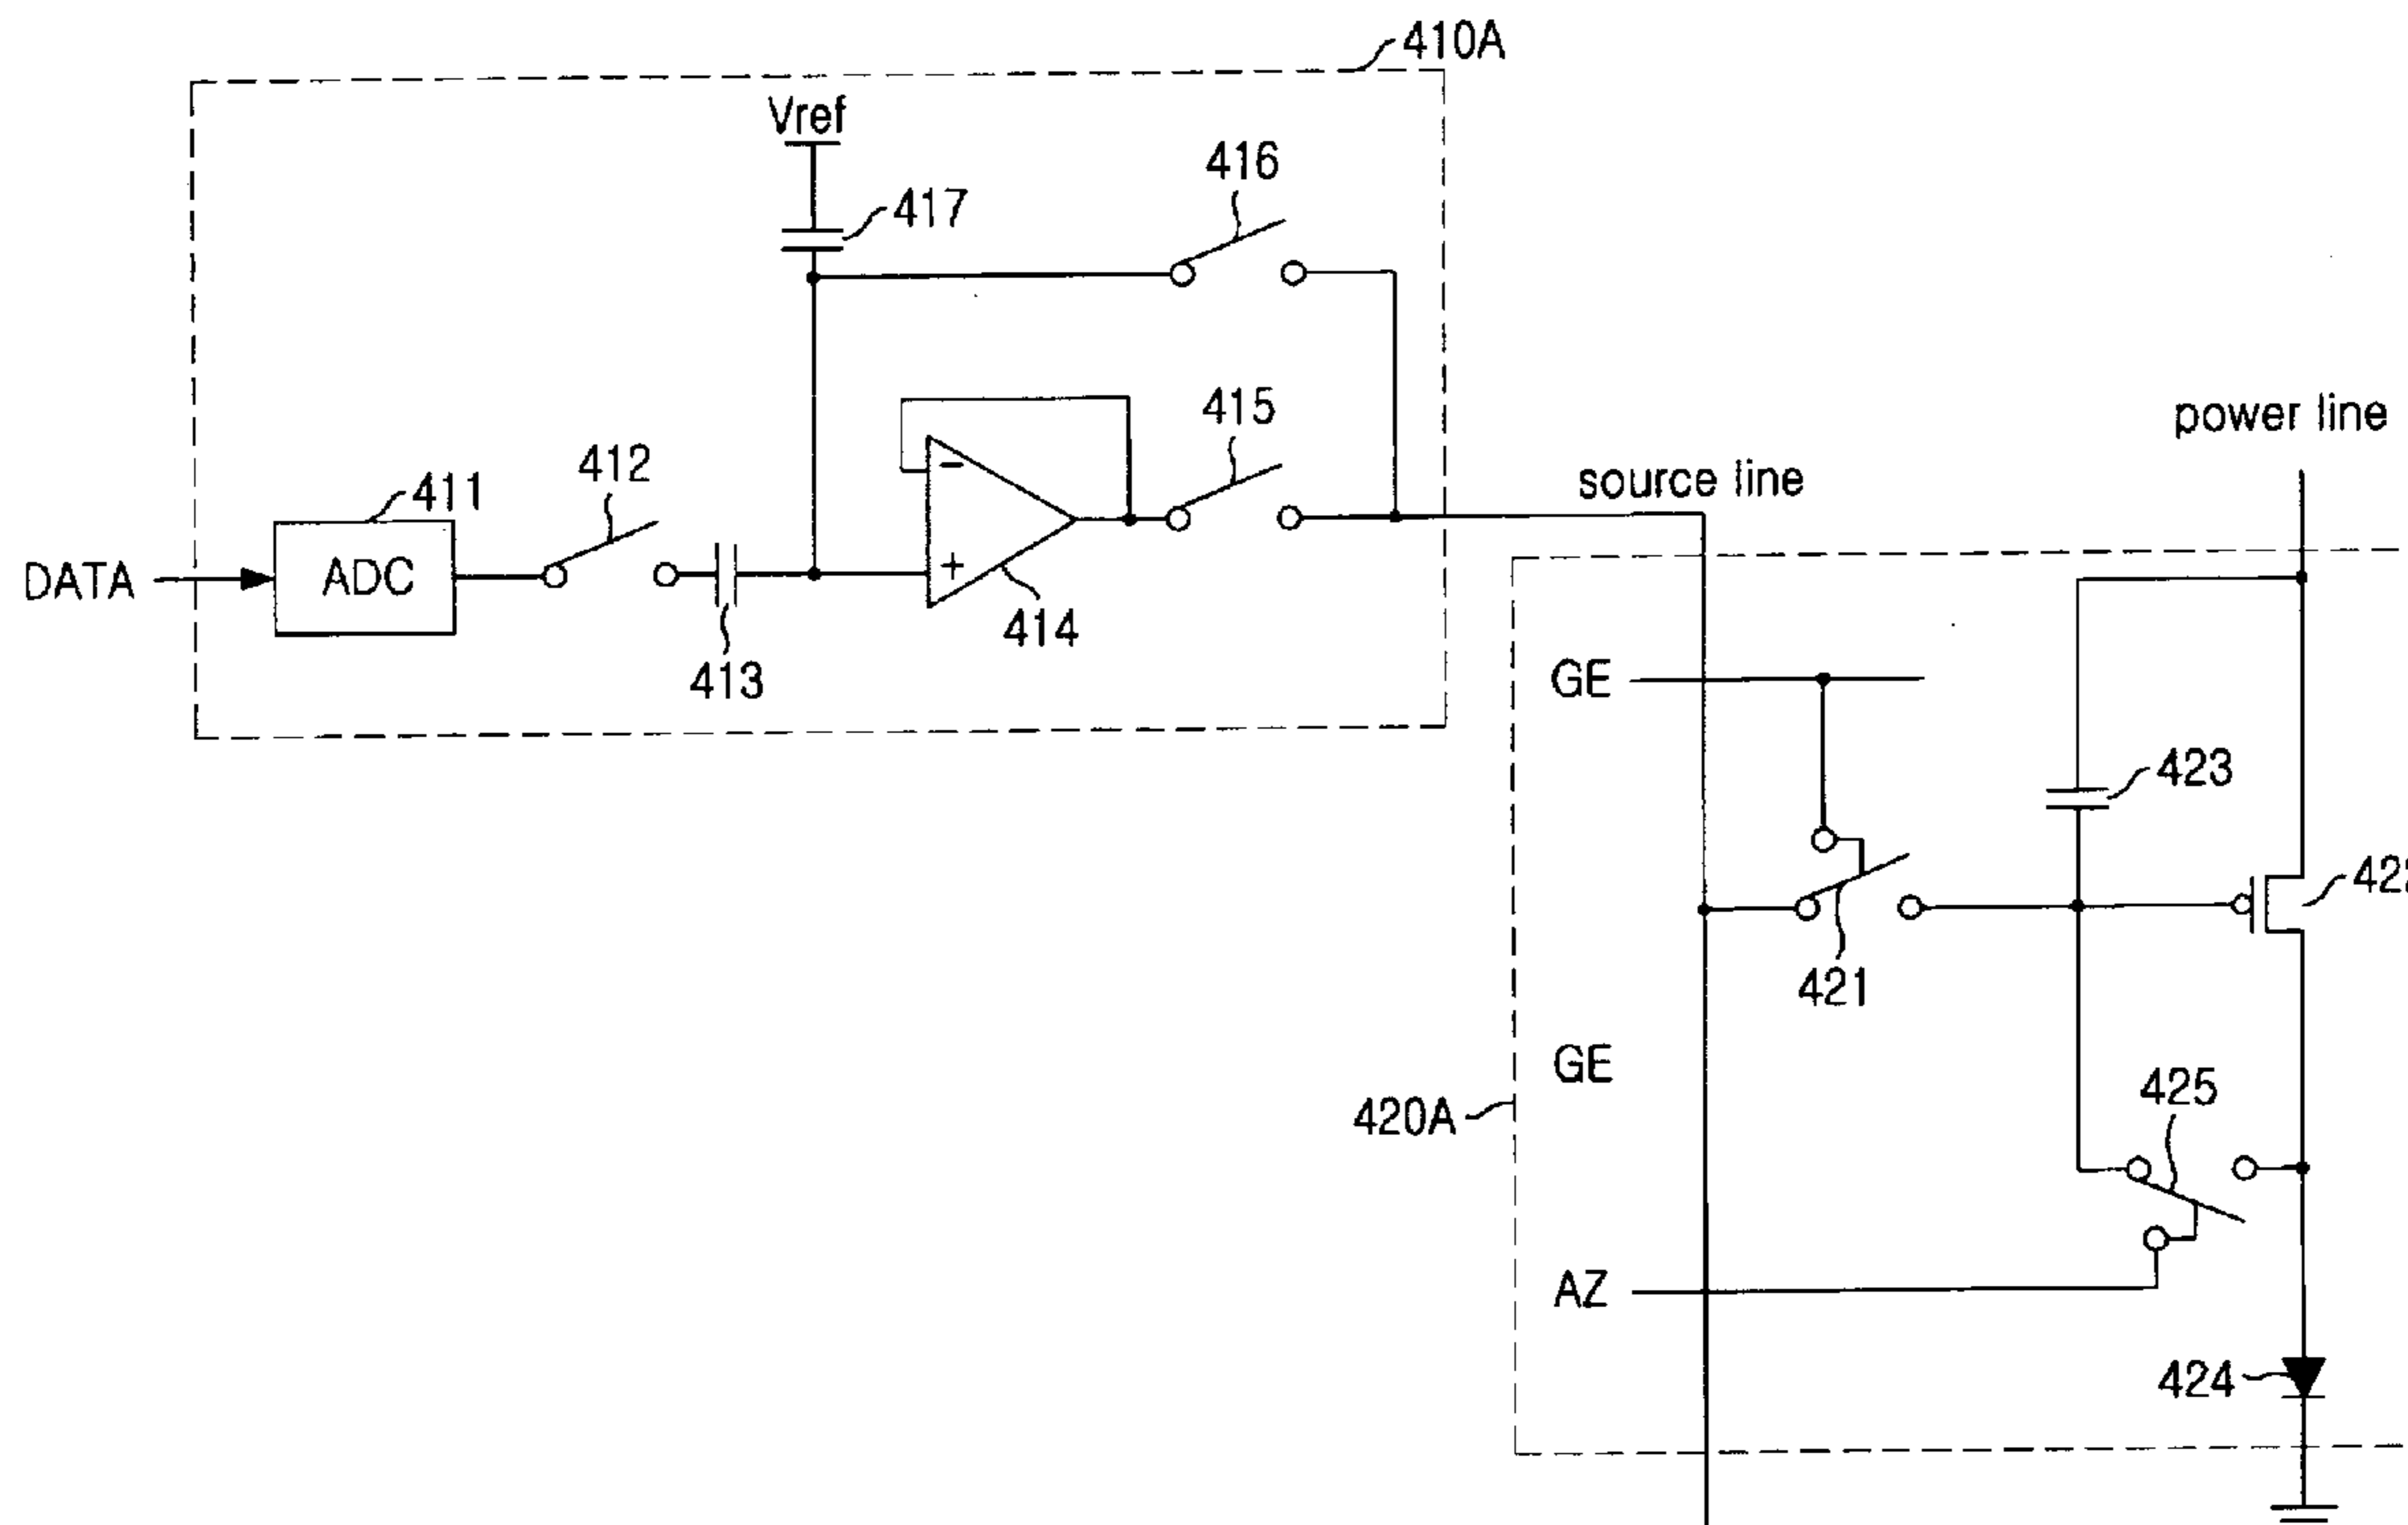 410A
Vref
417
416
415
412
411
DATA
ADC
414
413
source line
power line
GE
423
421
GE
425
420A
AZ
424